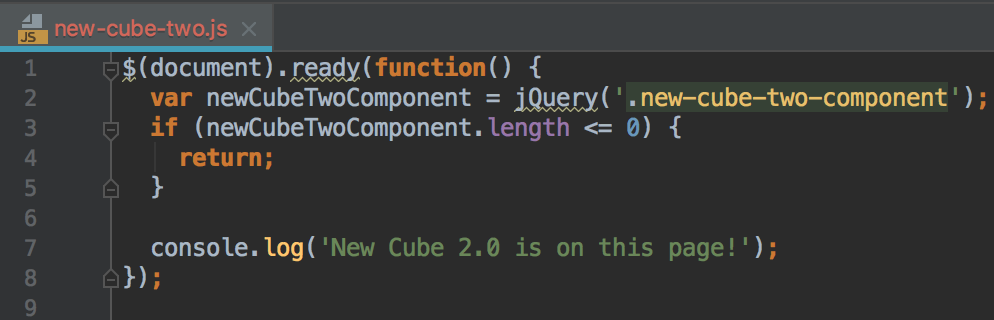 new-cube-two.js
JS
1 $(document).ready(function() {
2   var newCubeTwoComponent = jQuery('.new-cube-two-component');
3   if (newCubeTwoComponent.length <= 0) {
4     return;
5   }
6
7   console.log('New Cube 2.0 is on this page!');
8 });
9